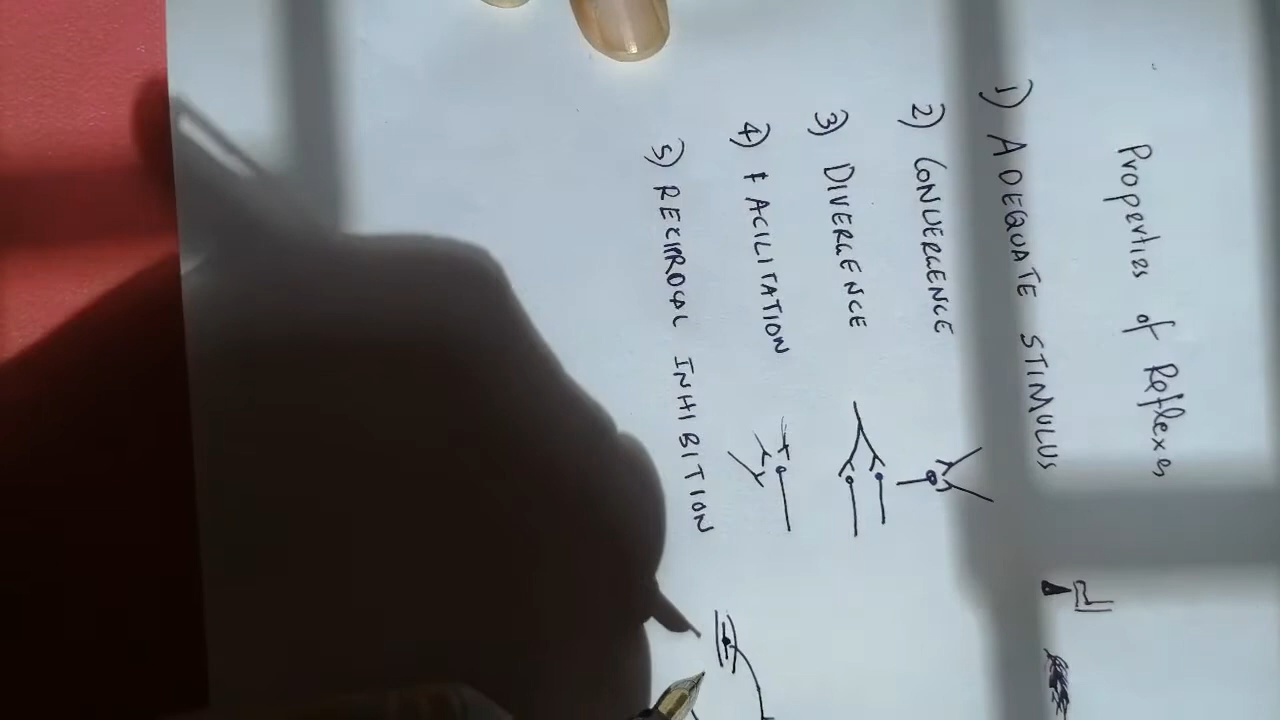 Properties of Reflexes
1) ADEQUATE STIMULUS
2) CONVERGENCE
3) DIVERGENCE
4) FACILITATION
5) RECIPROCAL INHIBITION